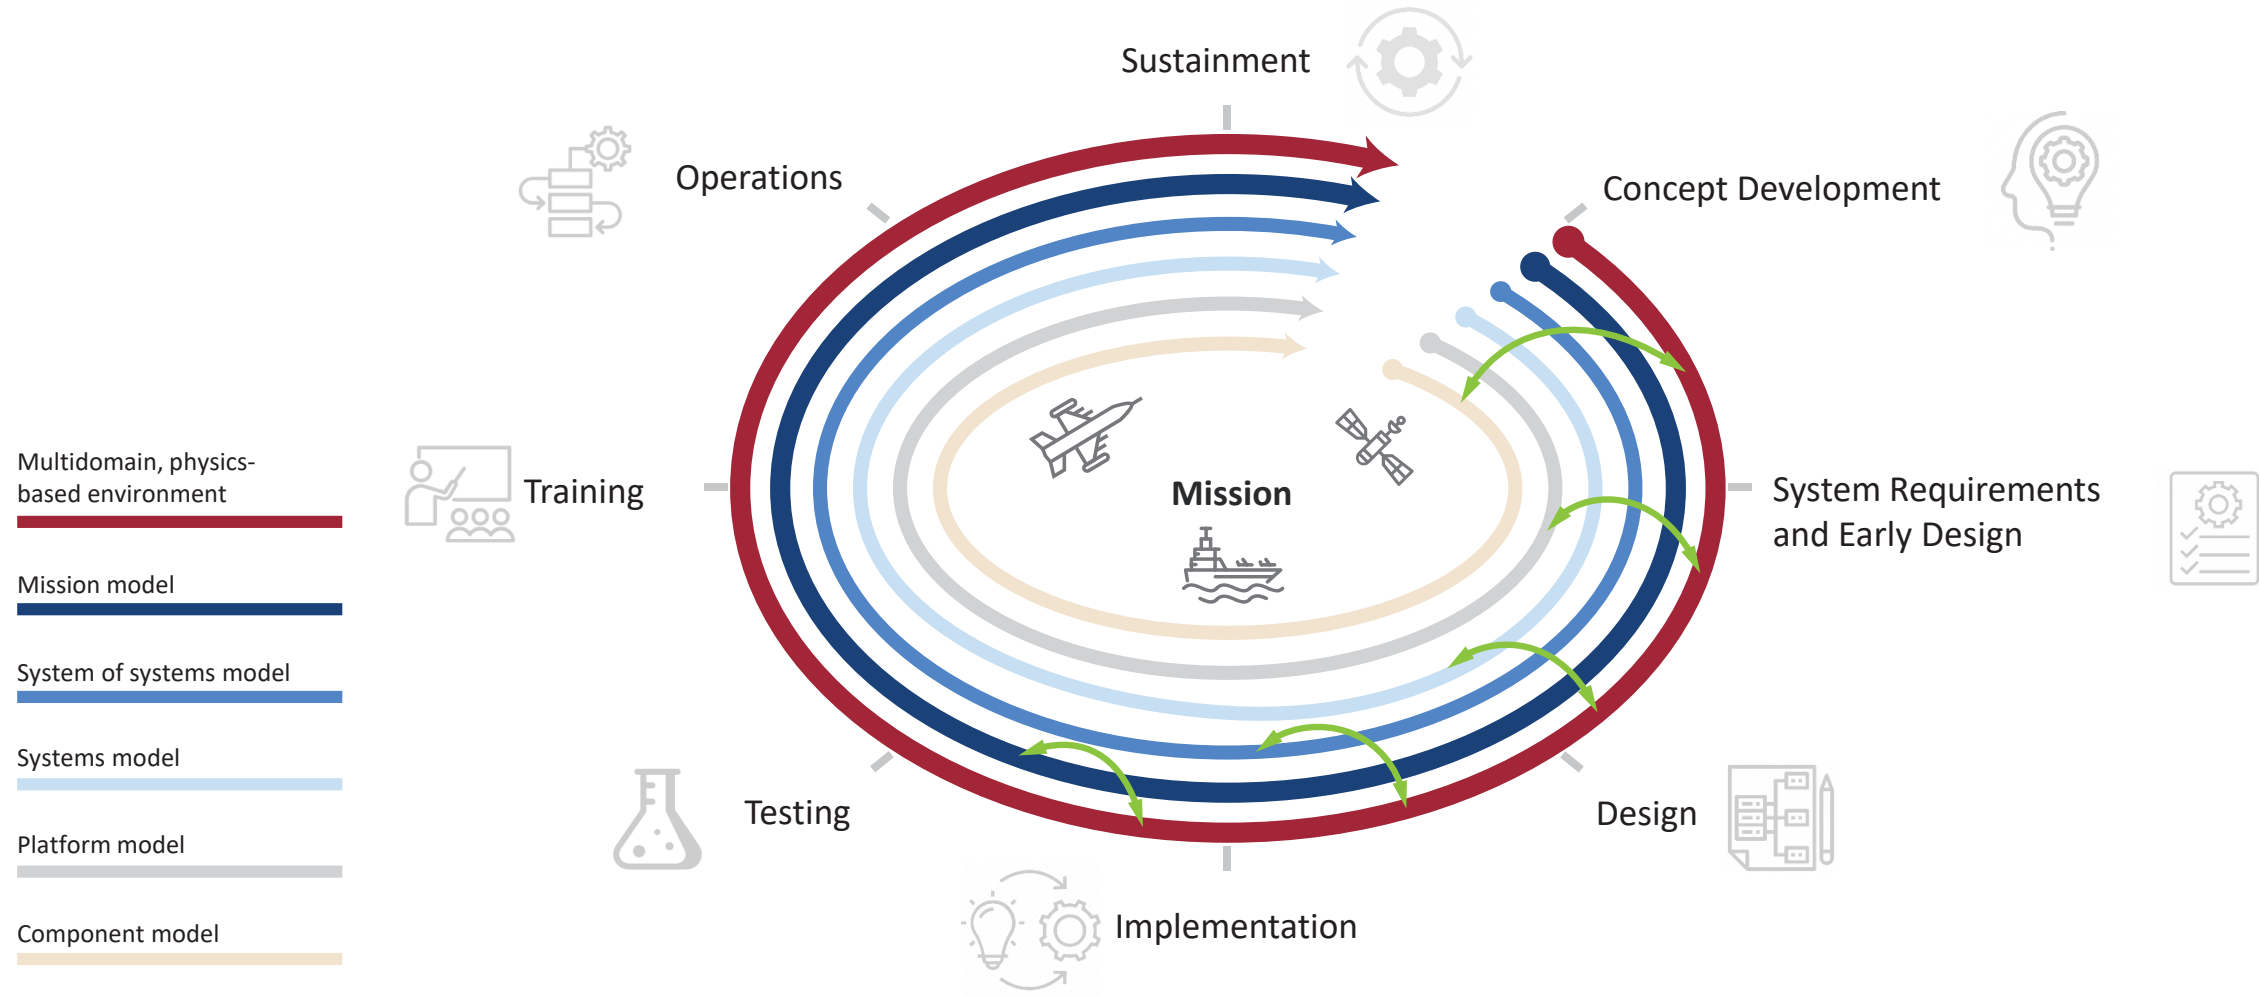 Sustainment
Operations
Concept Development
Multidomain, physics-
based environment
Training
Mission
System Requirements
and Early Design
Mission model
System of systems model
Systems model
Testing
Design
Platform model
Implementation
Component model